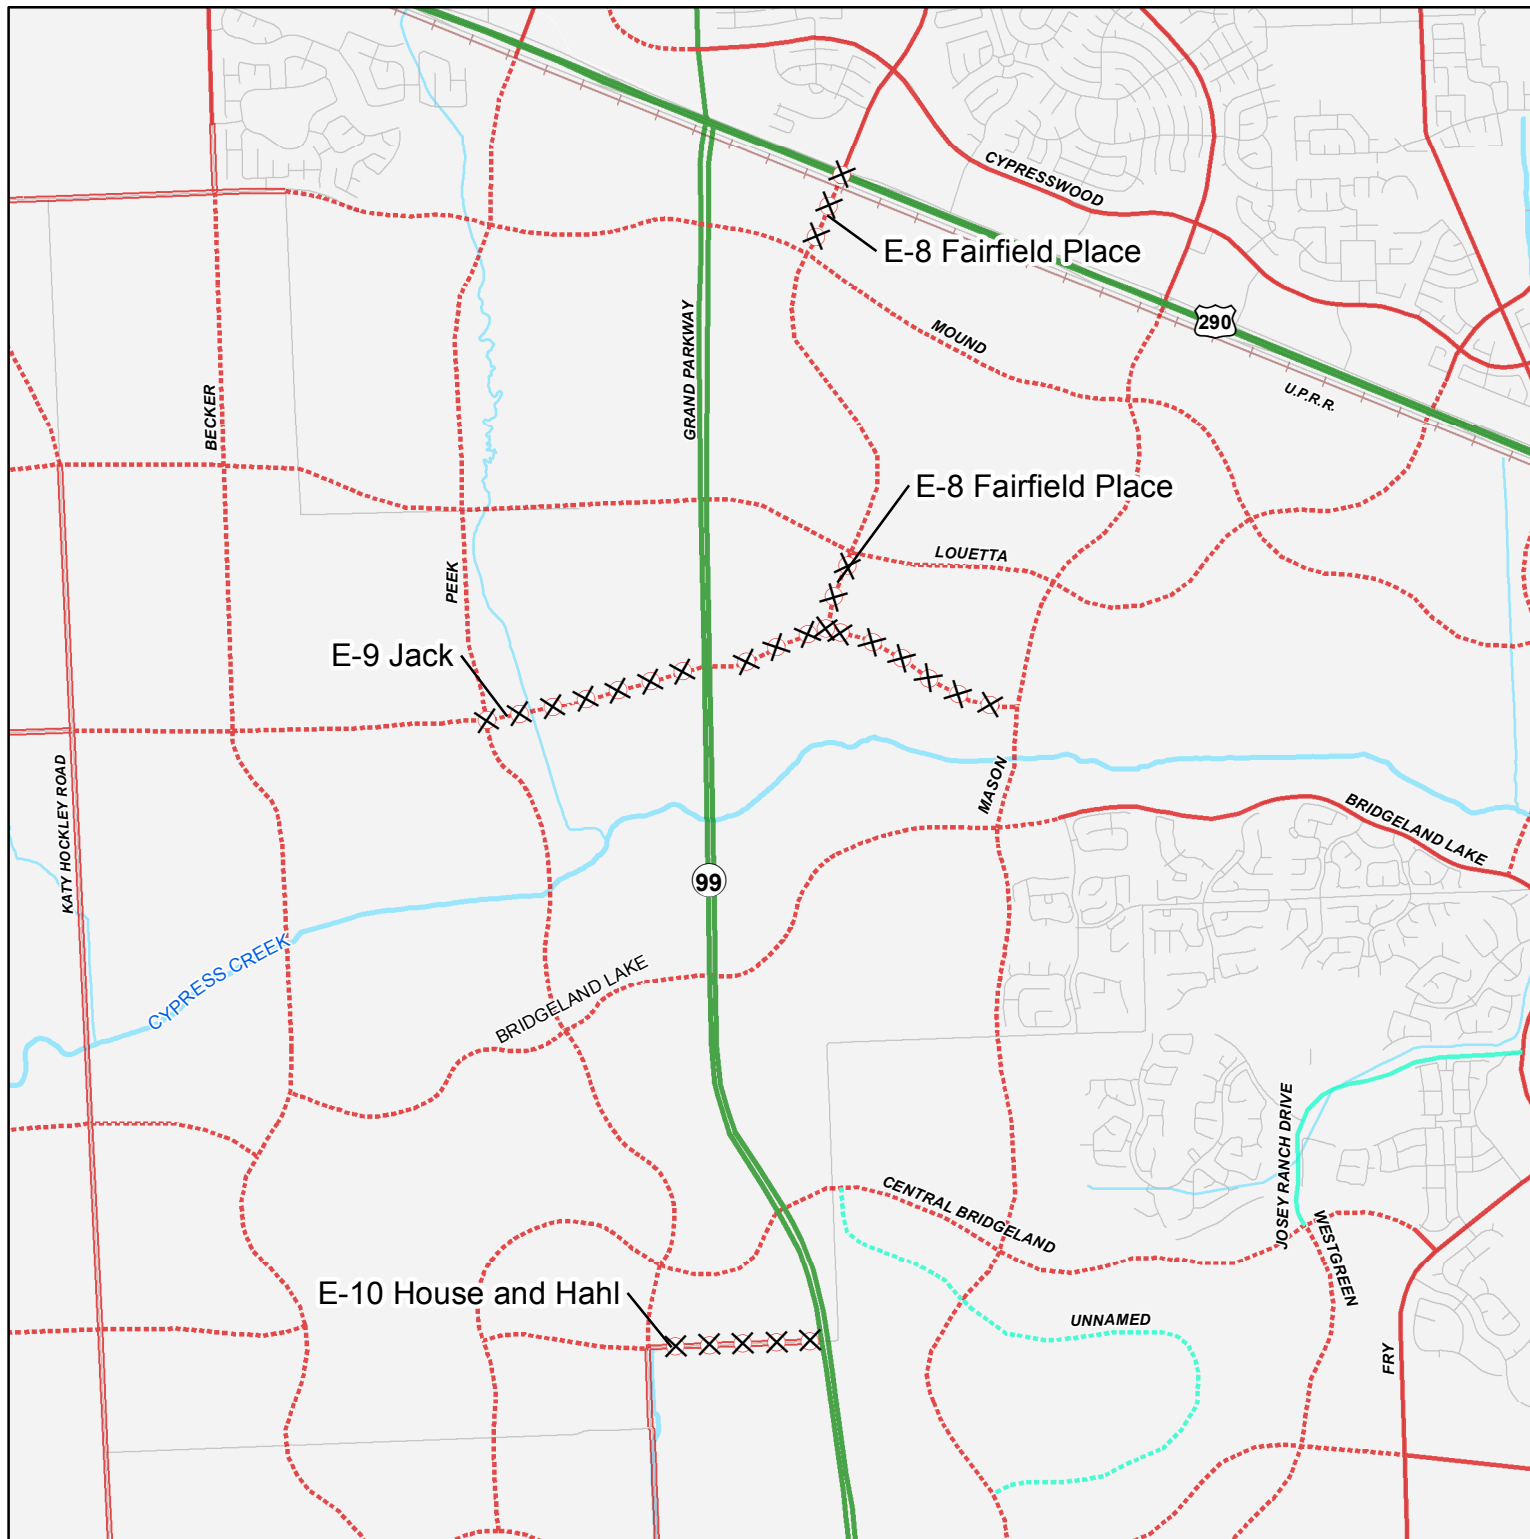 CYPRESSWOOD
E-8 Fairfield Place
290
MOUND
GRAND PARKWAY
U.P.R.R.
BECKER
E-8 Fairfield Place
LOUETTA
PEEK
E-9 Jack
MASON
KATY HOCKLEY ROAD
BRIDGELAND LAKE
99
CYPRESS CREEK
BRIDGELAND LAKE
JOSEY RANCH DRIVE
CENTRAL BRIDGELAND
WESTGREEN
E-10 House and Hahl
UNNAMED
FRY